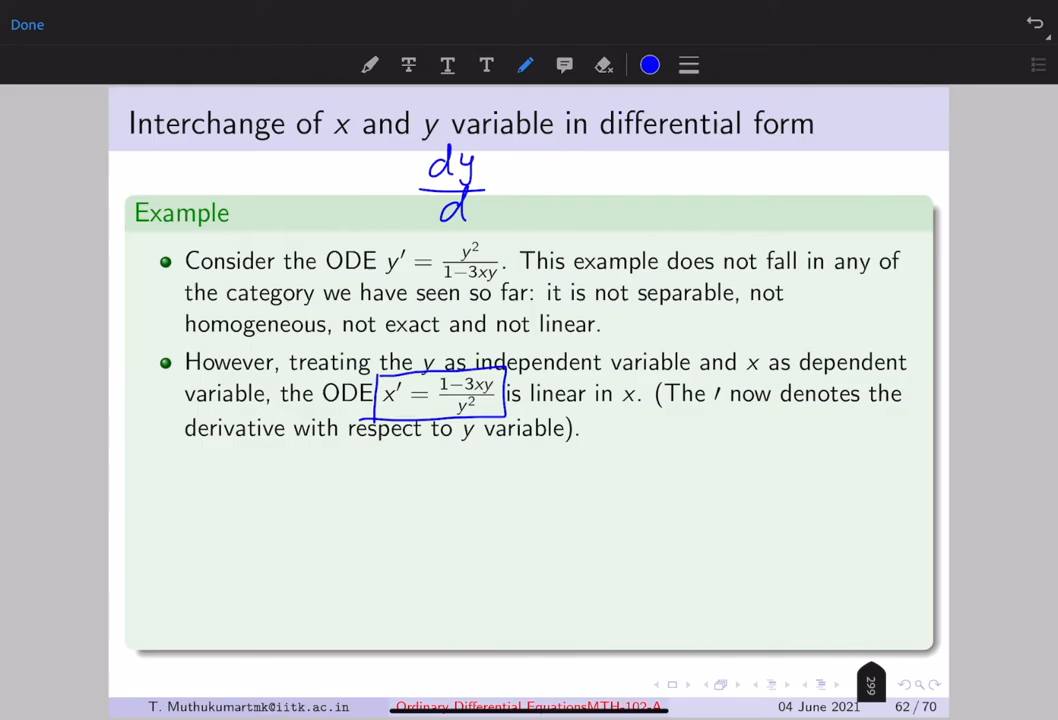 Done
Interchange of x and y variable in differential form
dy
d
Example
Consider the ODE y′ = y²/(1−3xy). This example does not fall in any of
the category we have seen so far: it is not separable, not
homogeneous, not exact and not linear.
However, treating the y as independent variable and x as dependent
variable, the ODE x′ = (1−3xy)/y² is linear in x. (The ′ now denotes the
derivative with respect to y variable).
299
T. Muthukumartmk@iitk.ac.in Ordinary Differential EquationsMTH-102-A 04 June 2021 62 / 70